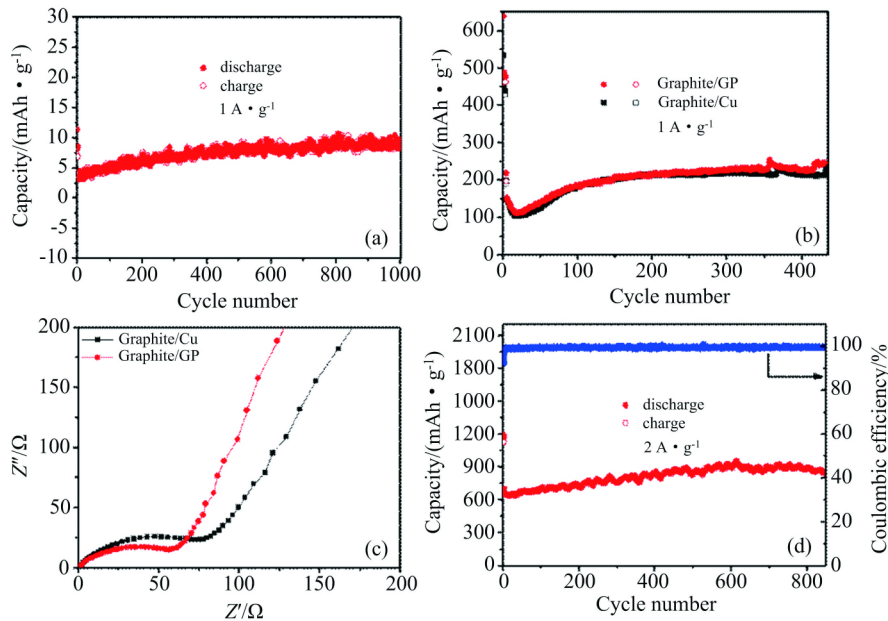 30
25
20
15
10
5
0
-5
-10
Capacity/(mAh • g⁻¹)
discharge
charge
1 A • g⁻¹
(a)
0 200 400 600 800 1000
Cycle number
600
500
400
300
200
100
0
Capacity/(mAh • g⁻¹)
Graphite/GP
Graphite/Cu
1 A • g⁻¹
(b)
0 100 200 300 400
Cycle number
200
150
100
50
0
Z″/Ω
Graphite/Cu
Graphite/GP
(c)
0 50 100 150 200
Z′/Ω
2100
1800
1500
1200
900
600
300
0
Capacity/(mAh • g⁻¹)
discharge
charge
2 A • g⁻¹
(d)
100
80
60
40
20
0
Coulombic efficiency/%
0 200 400 600 800
Cycle number